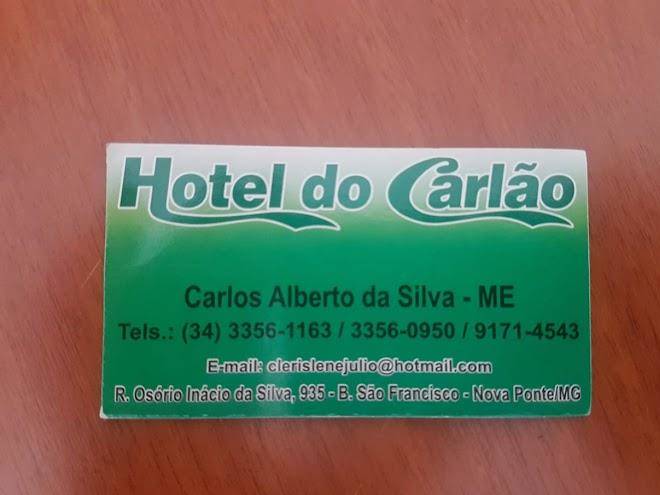 Hotel do Carlão
Carlos Alberto da Silva - ME
Tels.: (34) 3356-1163 / 3356-0950 / 9171-4543
E-mail: clerislenejulio@hotmail.com
R. Osório Inácio da Silva, 935 - B. São Francisco - Nova Ponte/MG